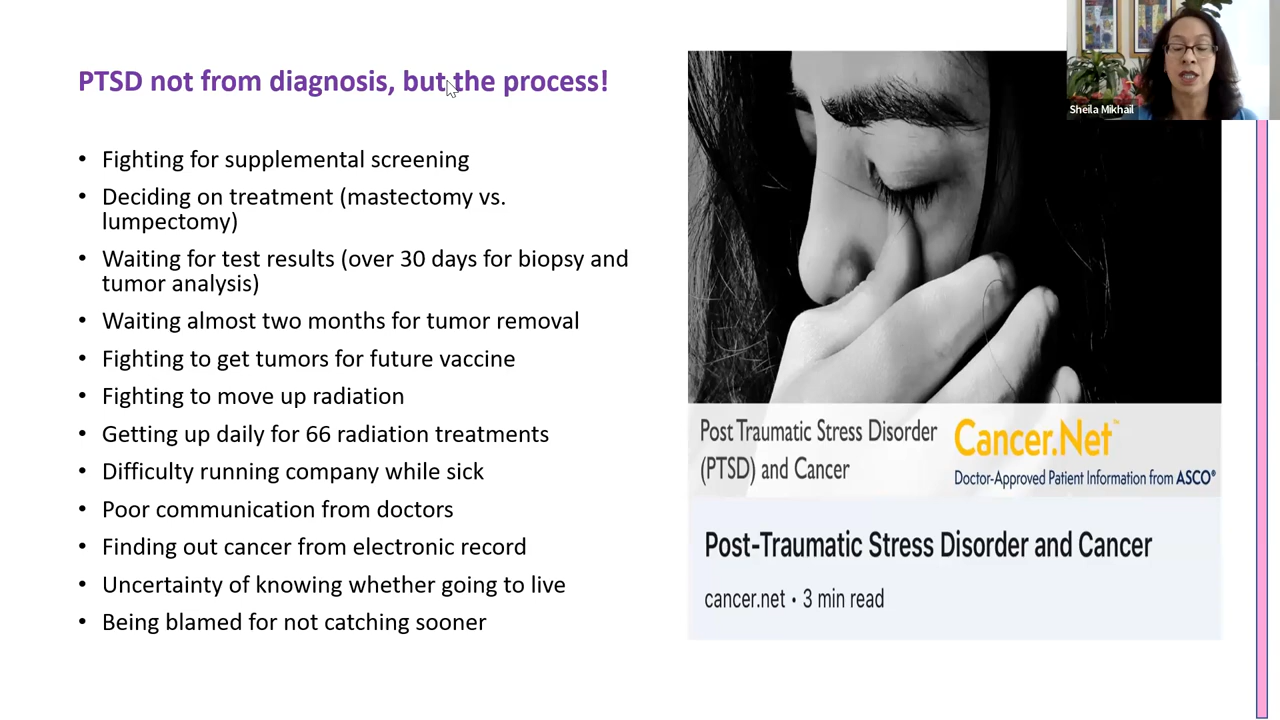 PTSD not from diagnosis, but the process!
• Fighting for supplemental screening
• Deciding on treatment (mastectomy vs.
lumpectomy)
• Waiting for test results (over 30 days for biopsy and
tumor analysis)
• Waiting almost two months for tumor removal
• Fighting to get tumors for future vaccine
• Fighting to move up radiation
• Getting up daily for 66 radiation treatments
• Difficulty running company while sick
• Poor communication from doctors
• Finding out cancer from electronic record
• Uncertainty of knowing whether going to live
• Being blamed for not catching sooner
Sheila Mikhail
Post Traumatic Stress Disorder
(PTSD) and Cancer
Cancer.Net™
Doctor-Approved Patient Information from ASCO®
Post-Traumatic Stress Disorder and Cancer
cancer.net • 3 min read